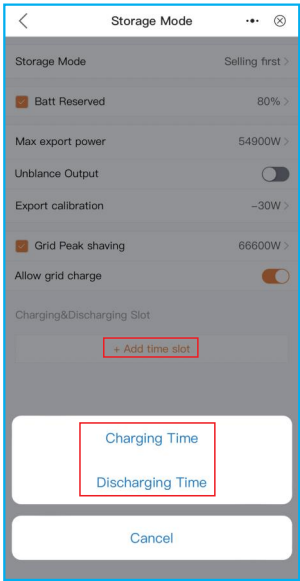 Storage Mode
Storage Mode Selling first
Batt Reserved 80%
Max export power 54900W
Unblance Output
Export calibration -30W
Grid Peak shaving 66600W
Allow grid charge
Charging&Discharging Slot
+ Add time slot
Charging Time
Discharging Time
Cancel